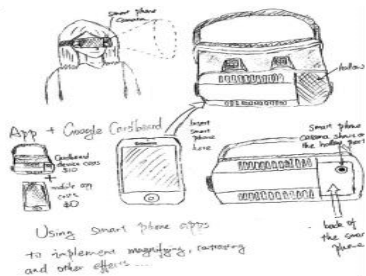 smart phone
camera
hollow
App + Google Cardboard
Insert
smart
phone
here
Cardboard
device costs
$10
+
mobile app
costs
$0
smart phone
camera shows
the hollow part
back of
the smart
phone
Using smart phone apps
to implement magnifying,
and other effects ...